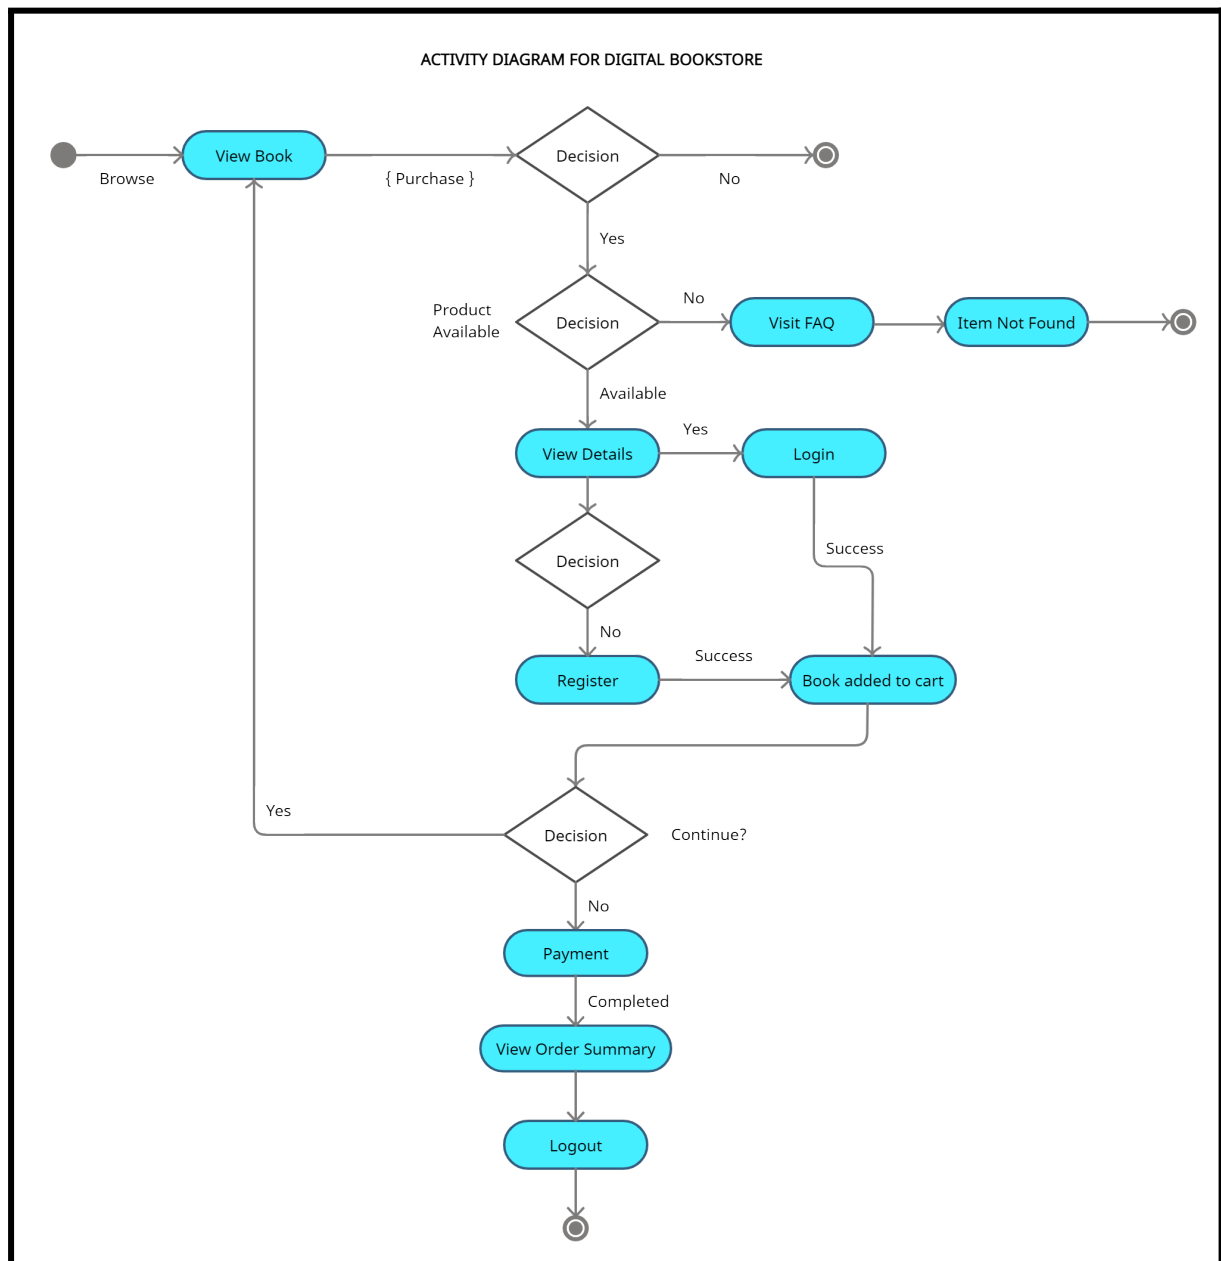 ACTIVITY DIAGRAM FOR DIGITAL BOOKSTORE
View Book
Decision
Browse
{ Purchase }
No
Yes
No
Product
Available
Decision
Visit FAQ
Item Not Found
Available
Yes
View Details
Login
Success
Decision
No
Success
Register
Book added to cart
Yes
Decision
Continue?
No
Payment
Completed
View Order Summary
Logout